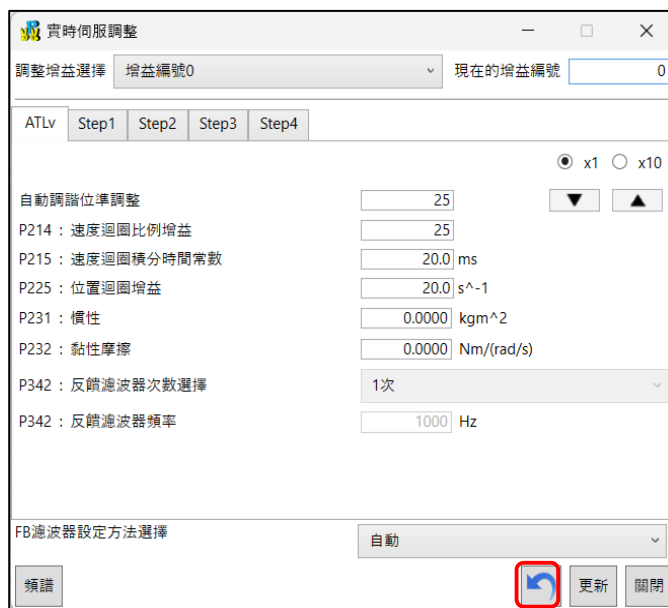 實時伺服調整
調整增益選擇 增益編號0 現在的增益編號 0
ATLv Step1 Step2 Step3 Step4
x1 x10
自動調諧位準調整 25 ▼ ▲
P214 : 速度迴圈比例增益 25
P215 : 速度迴圈積分時間常數 20.0 ms
P225 : 位置迴圈增益 20.0 s^-1
P231 : 慣性 0.0000 kgm^2
P232 : 黏性摩擦 0.0000 Nm/(rad/s)
P342 : 反饋濾波器次數選擇 1次
P342 : 反饋濾波器頻率 1000 Hz
FB濾波器設定方法選擇 自動
頻譜 更新 關閉